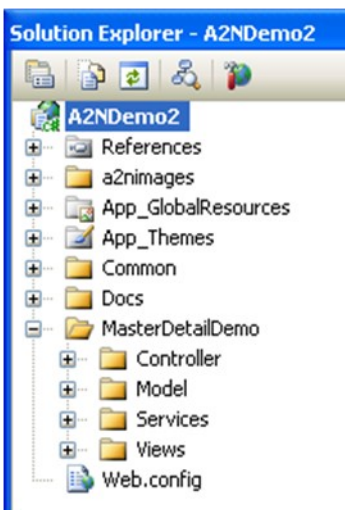 Solution Explorer - A2NDemo2
A2NDemo2
References
a2nimages
App_GlobalResources
App_Themes
Common
Docs
MasterDetailDemo
Controller
Model
Services
Views
Web.config